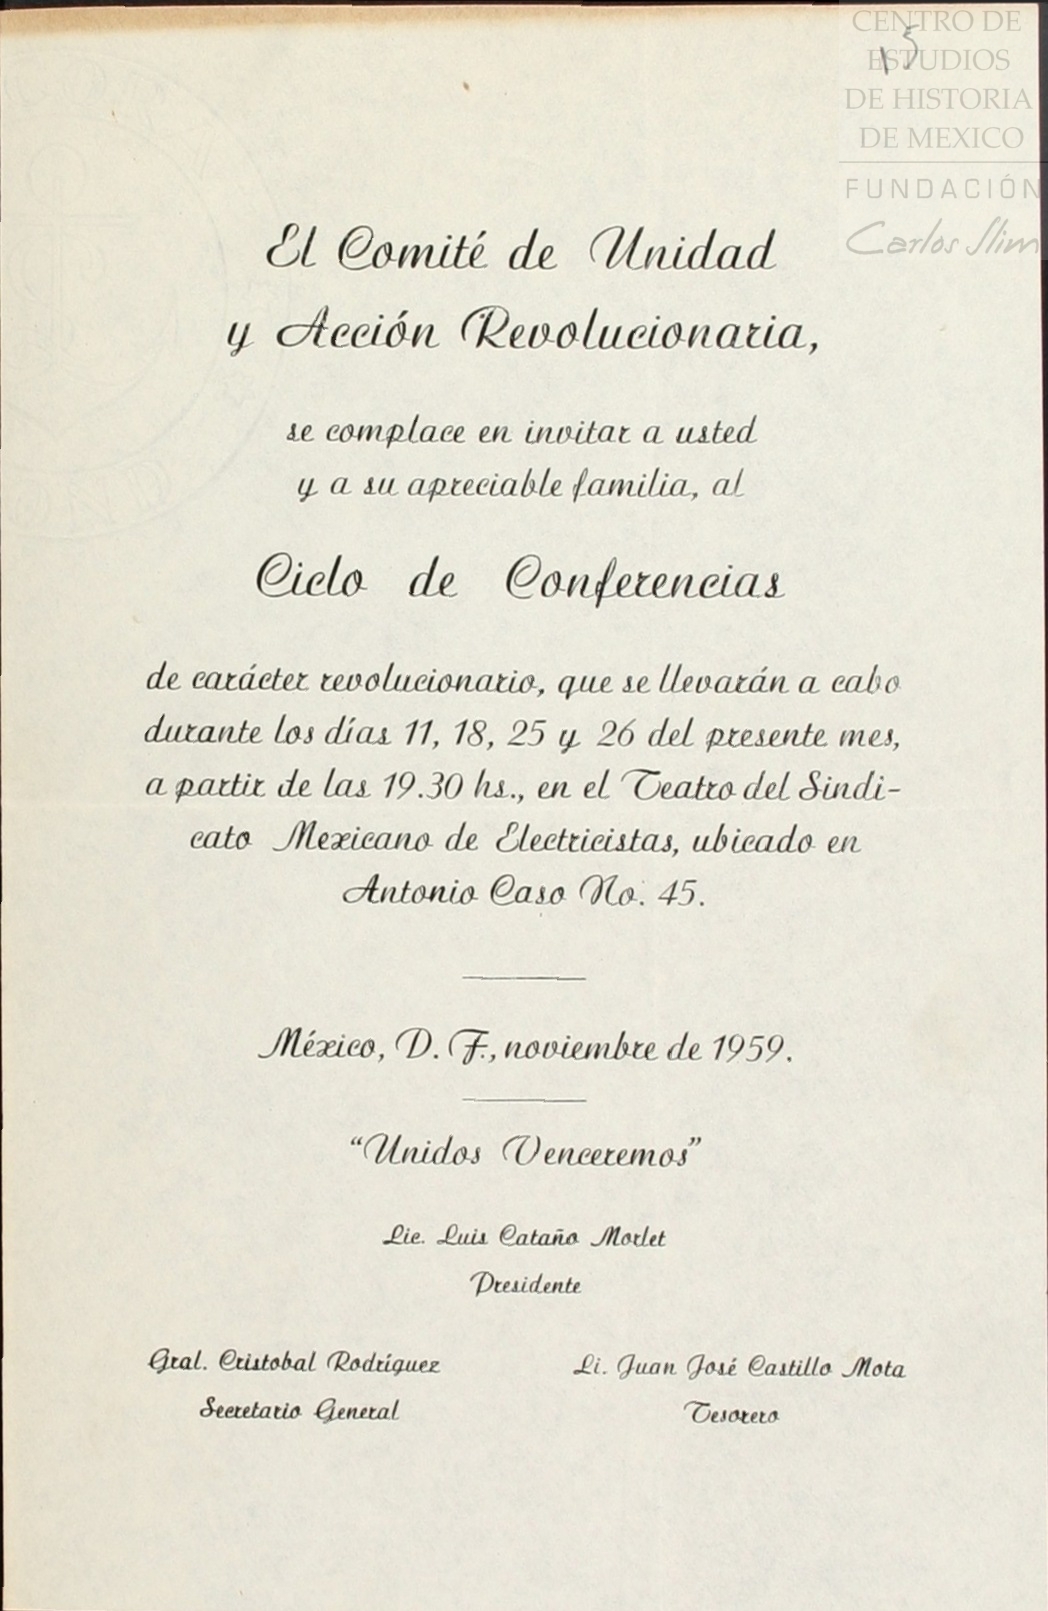 CENTRO DE
ESTUDIOS
DE HISTORIA
DE MEXICO
FUNDACIÓN
Carlos Slim
15
El Comité de Unidad
y Acción Revolucionaria,
se complace en invitar a usted
y a su apreciable familia, al
Ciclo de Conferencias
de carácter revolucionario, que se llevarán a cabo
durante los días 11, 18, 25 y 26 del presente mes,
a partir de las 19.30 hs., en el Teatro del Sindi-
cato Mexicano de Electricistas, ubicado en
Antonio Caso No. 45.
México, D. F., noviembre de 1959.
"Unidos Venceremos"
Lic. Luis Cataño Morlet
Presidente
Gral. Cristobal Rodríguez
Secretario General
Li. Juan José Castillo Mota
Tesorero